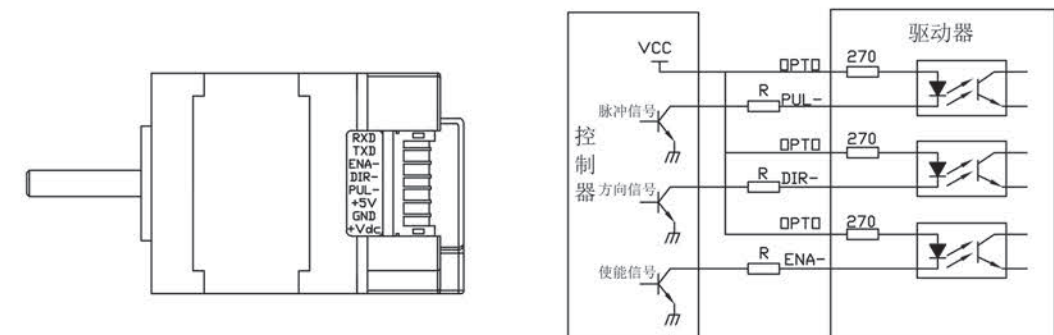 RXD
TXD
ENA-
DIR-
PUL-
+5V
GND
+Vdc
控制器
VCC
脉冲信号
方向信号
使能信号
驱动器
OPTO 270
R PUL-
OPTO 270
R DIR-
OPTO 270
R ENA-